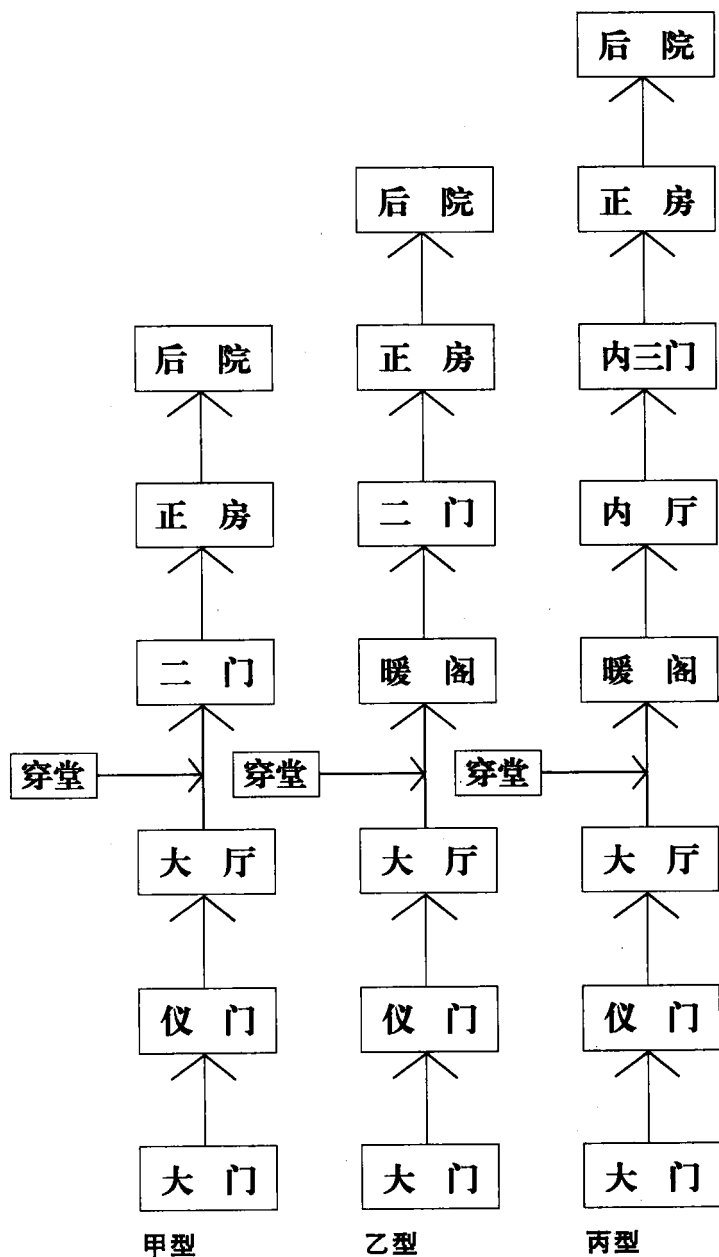 后 院
正 房
二 门
穿堂
大 厅
仪 门
大 门
甲型
后 院
正 房
二 门
暖 阁
穿堂
大 厅
仪 门
大 门
乙型
后 院
正 房
内三门
内 厅
暖 阁
穿堂
大 厅
仪 门
大 门
丙型